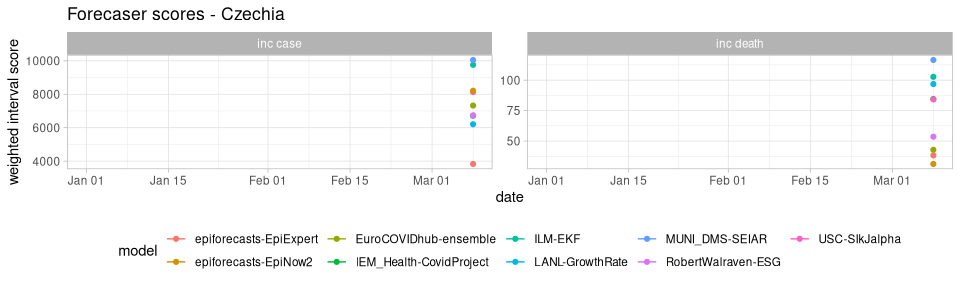 Forecaser scores - Czechia
inc case
inc death
weighted interval score
10000
8000
6000
4000
100
75
50
Jan 01 Jan 15 Feb 01 Feb 15 Mar 01
Jan 01 Jan 15 Feb 01 Feb 15 Mar 01
date
model
epiforecasts-EpiExpert EuroCOVIDhub-ensemble ILM-EKF MUNI_DMS-SEIAR USC-SIkJalpha
epiforecasts-EpiNow2 IEM_Health-CovidProject LANL-GrowthRate RobertWalraven-ESG